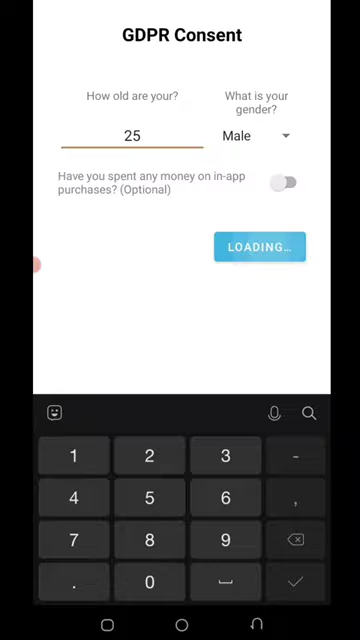 GDPR Consent
How old are your?
What is your
gender?
25
Male
Have you spent any money on in-app
purchases? (Optional)
LOADING...
1 2 3 -
4 5 6 ,
7 8 9
. 0